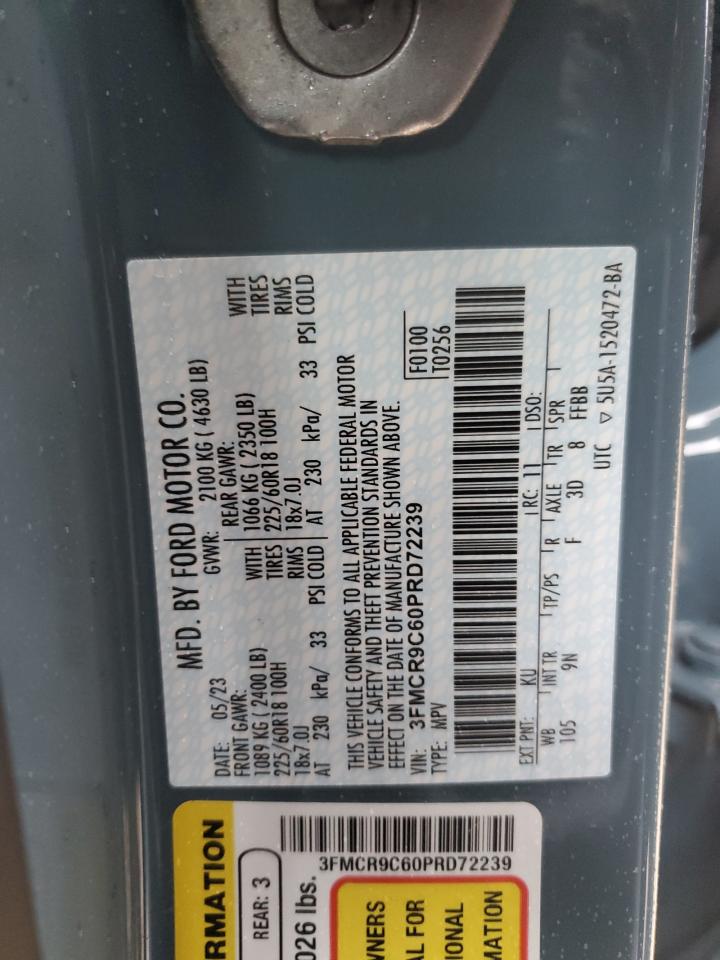 MFD. BY FORD MOTOR CO.
DATE: 05/23 GVWR: 2100 KG ( 4630 LB)
FRONT GAWR: REAR GAWR:
1089 KG ( 2400 LB) WITH 1066 KG ( 2350 LB) WITH
225/60R18 100H TIRES 225/60R18 100H TIRES
18x7.0J RIMS 18x7.0J RIMS
AT 230 kPa/ 33 PSI COLD AT 230 kPa/ 33 PSI COLD
THIS VEHICLE CONFORMS TO ALL APPLICABLE FEDERAL MOTOR
VEHICLE SAFETY AND THEFT PREVENTION STANDARDS IN
EFFECT ON THE DATE OF MANUFACTURE SHOWN ABOVE.
VIN: 3FMCR9C60PRD72239 F0100
TYPE: MPV T0256
EXT PNT: KU RC: 11 DSO:
WB INT TR TP/PS R AXLE TR SPR
105 9N F 3D 8 FFBB
UTC ▽ 5U5A-1520472-BA
RMATION
REAR: 3
026 lbs.
3FMCR9C60PRD72239
WNERS
AL FOR
IONAL
MATION